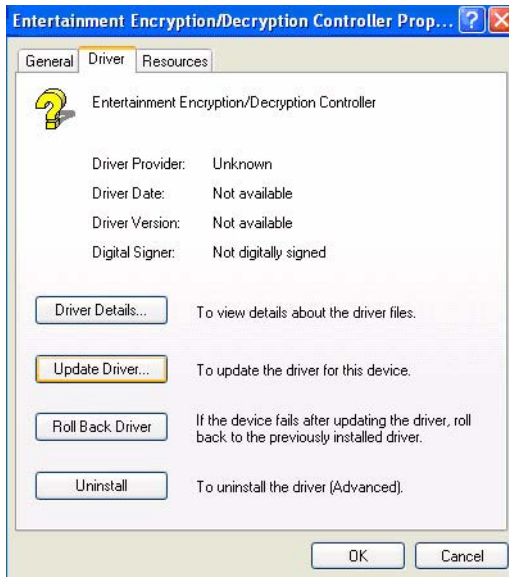 Entertainment Encryption/Decryption Controller Prop...
General Driver Resources
Entertainment Encryption/Decryption Controller
Driver Provider: Unknown
Driver Date: Not available
Driver Version: Not available
Digital Signer: Not digitally signed
Driver Details... To view details about the driver files.
Update Driver... To update the driver for this device.
Roll Back Driver If the device fails after updating the driver, roll
back to the previously installed driver.
Uninstall To uninstall the driver (Advanced).
OK Cancel